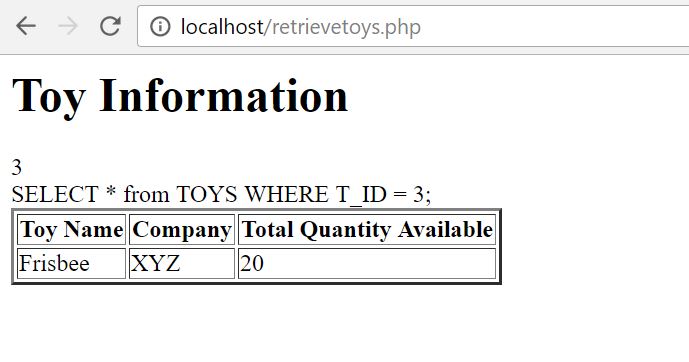 localhost/retrievetoys.php
Toy Information
3
SELECT * from TOYS WHERE T_ID = 3;
Toy Name Company Total Quantity Available
Frisbee XYZ 20